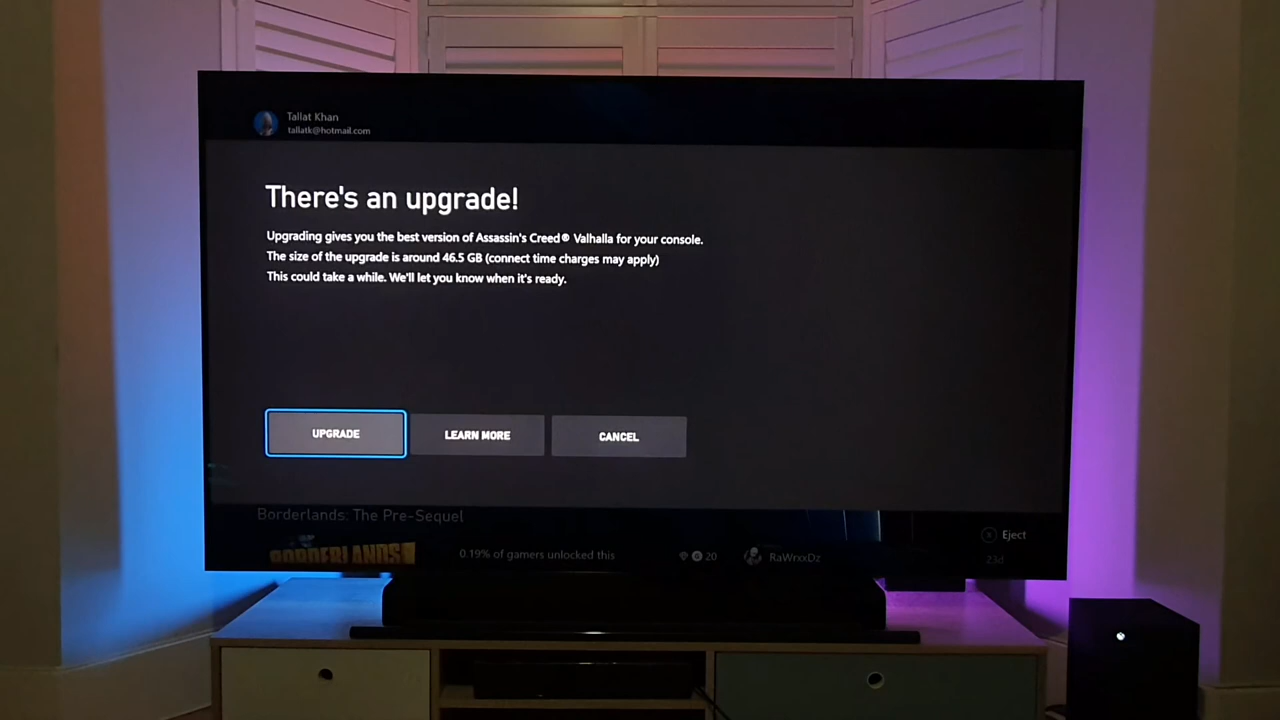 Tallat Khan
tallatk@hotmail.com
There's an upgrade!
Upgrading gives you the best version of Assassin's Creed® Valhalla for your console.
The size of the upgrade is around 46.5 GB (connect time charges may apply)
This could take a while. We'll let you know when it's ready.
UPGRADE
LEARN MORE
CANCEL
Borderlands: The Pre-Sequel
X Eject
BORDERLANDS
0.19% of gamers unlocked this
G 20
RaWrxxDz
23d